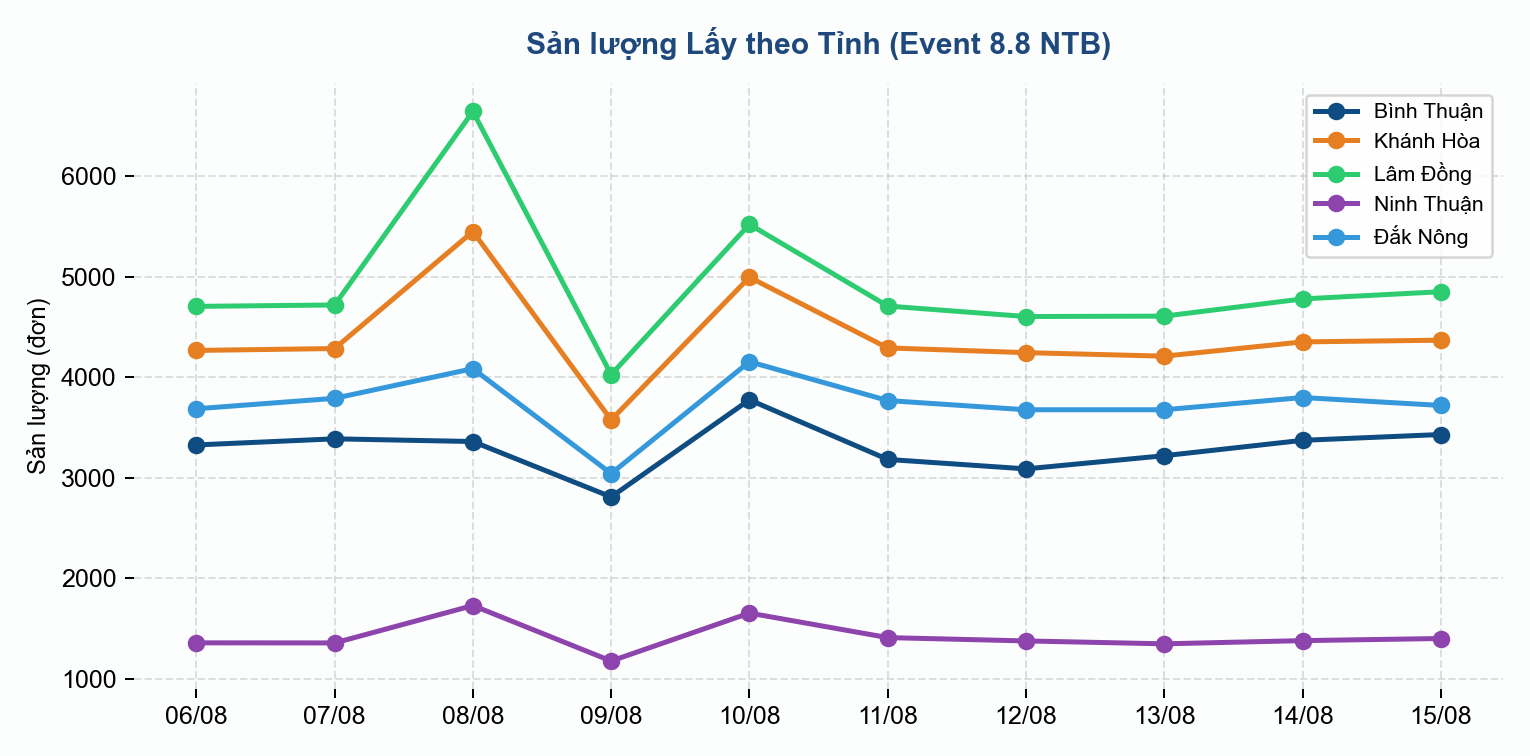 Sản lượng Lấy theo Tỉnh (Event 8.8 NTB)
Bình Thuận
Khánh Hòa
Lâm Đồng
Ninh Thuận
Đắk Nông
Sản lượng (đơn)
6000
5000
4000
3000
2000
1000
06/08 07/08 08/08 09/08 10/08 11/08 12/08 13/08 14/08 15/08